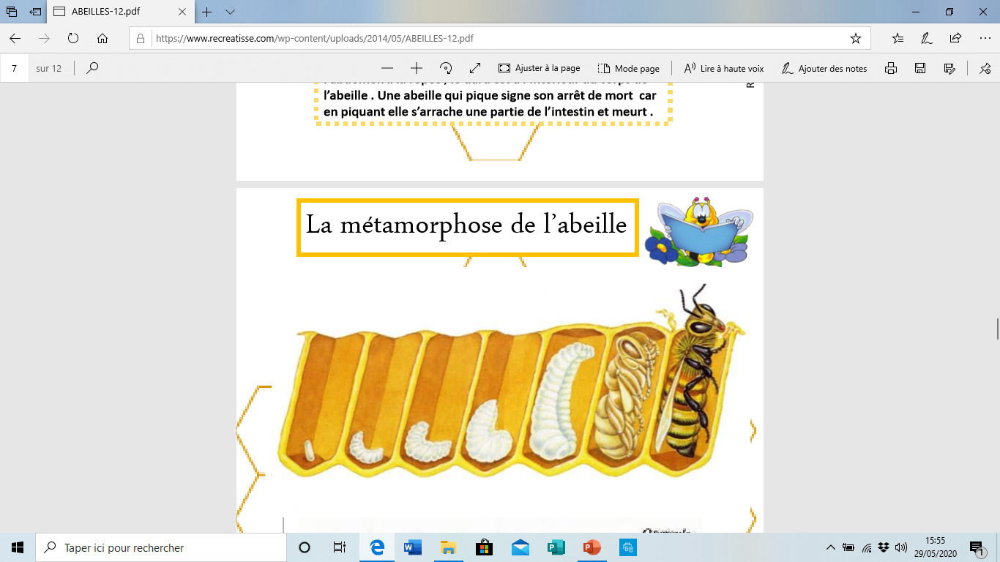 ABEILLES-12.pdf
https://www.recreatisse.com/wp-content/uploads/2014/05/ABEILLES-12.pdf
7 sur 12 Ajuster à la page Mode page Lire à haute voix Ajouter des notes
l'abeille . Une abeille qui pique signe son arrêt de mort car
en piquant elle s'arrache une partie de l'intestin et meurt .
La métamorphose de l'abeille
Taper ici pour rechercher
15:55
29/05/2020
1